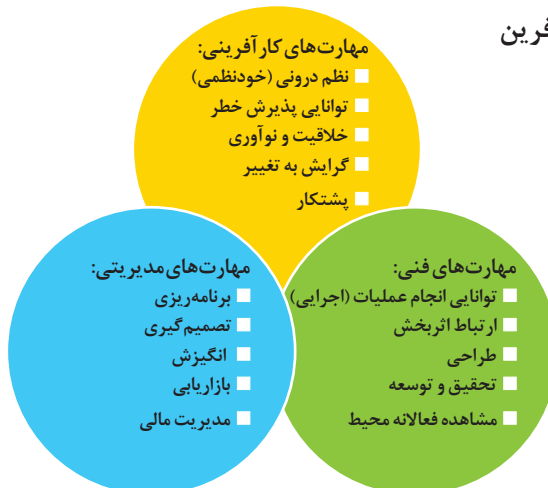 فرین
مهارت‌های کارآفرینی:
نظم درونی (خودنظمی)
توانایی پذیرش خطر
خلاقیت و نوآوری
گرایش به تغییر
پشتکار
مهارت‌های فنی:
توانایی انجام عملیات (اجرایی)
ارتباط اثربخش
طراحی
تحقیق و توسعه
مشاهده فعالانه محیط
مهارت‌های مدیریتی:
برنامه‌ریزی
تصمیم‌گیری
انگیزش
بازاریابی
مدیریت مالی